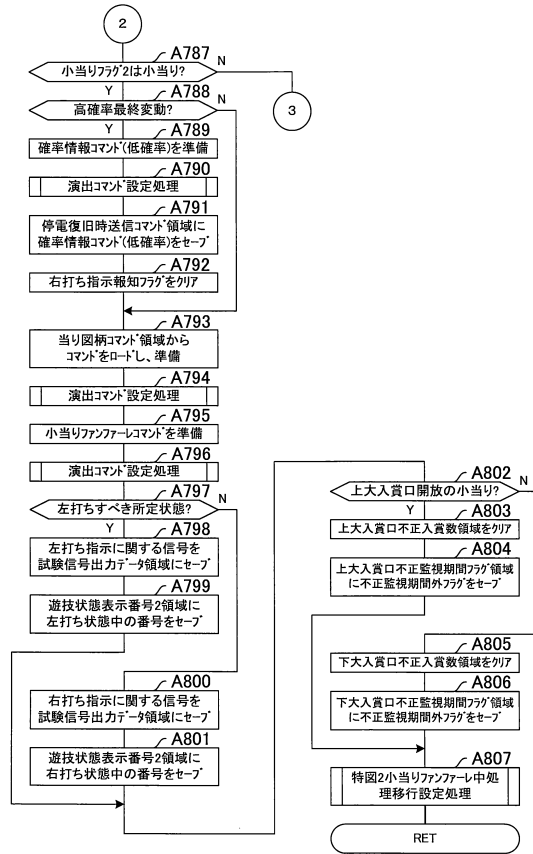 2
A787
小当りフラグ2は小当り?
N
Y
3
A788
高確率最終変動?
N
Y
A789
確率情報コマンド(低確率)を準備
A790
演出コマンド設定処理
A791
停電復旧時送信コマンド領域に
確率情報コマンド(低確率)をセーブ
A792
右打ち指示報知フラグをクリア
A793
当り図柄コマンド領域から
コマンドをロードし、準備
A794
演出コマンド設定処理
A795
小当りファンファーレコマンドを準備
A796
演出コマンド設定処理
A797
左打ちすべき所定状態?
N
Y
A798
左打ち指示に関する信号を
試験信号出力データ領域にセーブ
A799
遊技状態表示番号2領域に
左打ち状態中の番号をセーブ
A800
右打ち指示に関する信号を
試験信号出力データ領域にセーブ
A801
遊技状態表示番号2領域に
右打ち状態中の番号をセーブ
A802
上大入賞口開放の小当り?
N
Y
A803
上大入賞口不正入賞数領域をクリア
A804
上大入賞口不正監視期間フラグ領域
に不正監視期間外フラグをセーブ
A805
下大入賞口不正入賞数領域をクリア
A806
下大入賞口不正監視期間フラグ領域
に不正監視期間外フラグをセーブ
A807
特図2小当りファンファーレ中処
理移行設定処理
RET